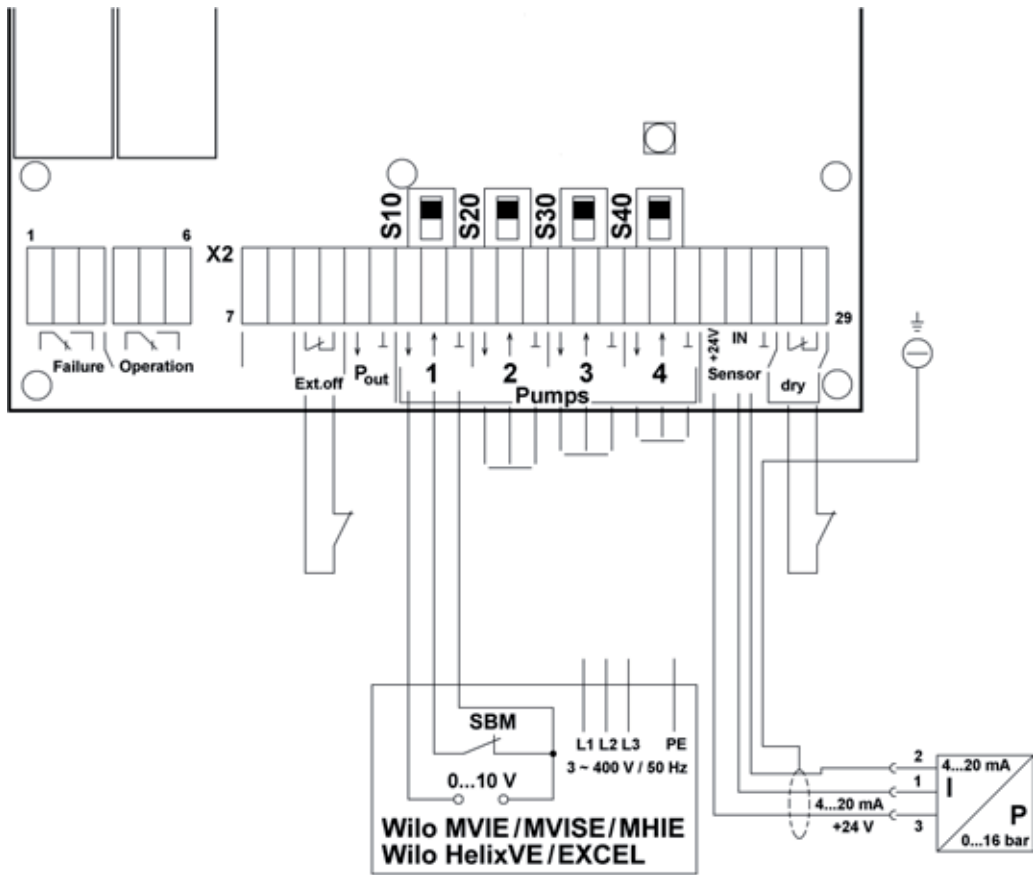 S10
S20
S30
S40
1
6
X2
7
29
Failure
Operation
Ext.off
Pout
1
2
3
4
Pumps
+24V
IN
Sensor
dry
SBM
0...10 V
L1 L2 L3 PE
3 ~ 400 V / 50 Hz
Wilo MVIE/MVISE/MHIE
Wilo HelixVE/EXCEL
2
4...20 mA
1
I
4...20 mA
+24 V
3
P
0...16 bar